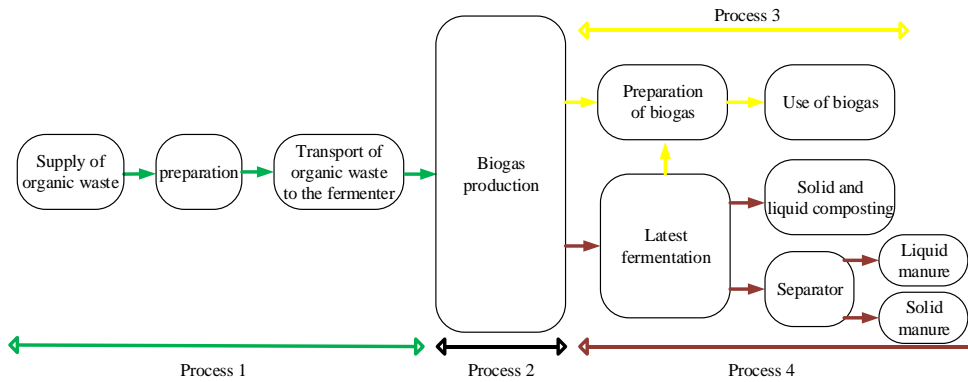 Process 3
Supply of
organic waste
preparation
Transport of
organic waste
to the fermenter
Biogas
production
Preparation
of biogas
Use of biogas
Latest
fermentation
Solid and
liquid composting
Separator
Liquid
manure
Solid
manure
Process 1
Process 2
Process 4